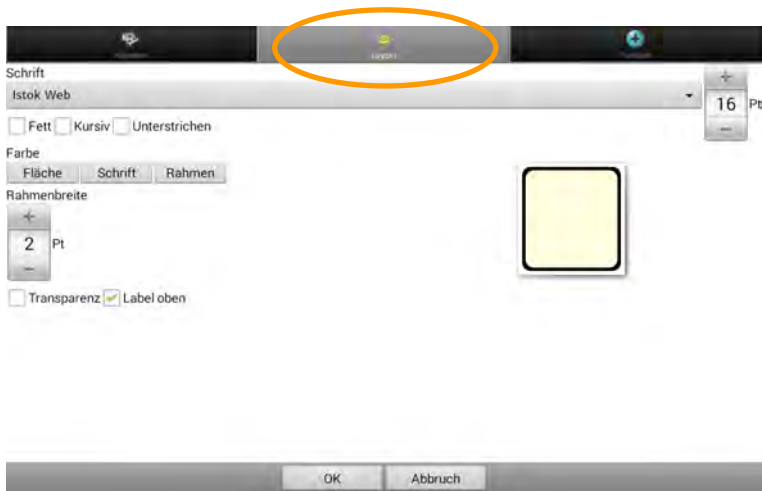 Layout
Schrift
Istok Web
16 Pt
Fett Kursiv Unterstrichen
Farbe
Fläche Schrift Rahmen
Rahmenbreite
2 Pt
Transparenz Label oben
OK Abbruch